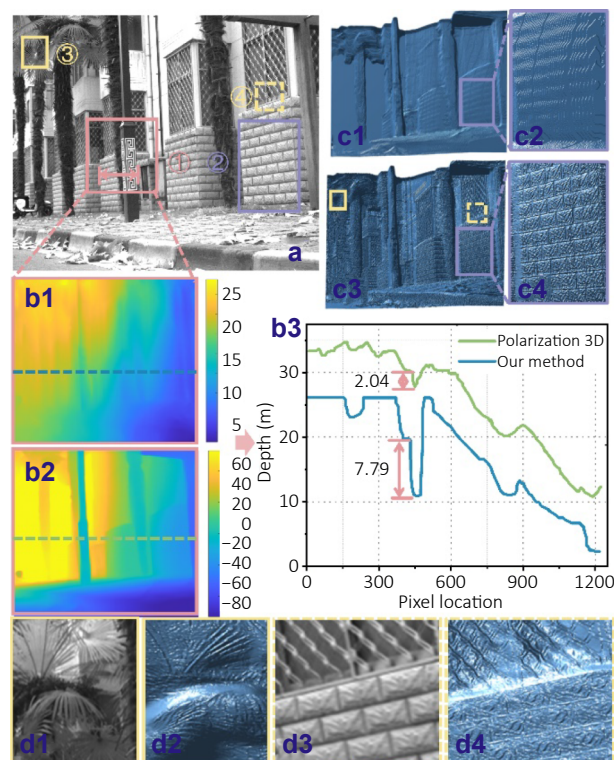 ③
④
①
②
a
c1
c2
c3
c4
b1
25
20
15
10
5
3
b2
60
40
20
0
−20
−40
−60
−80
b3
Polarization 3D
Our method
2.04
7.79
Depth (m)
30
20
10
0
0
300
600
900
1200
Pixel location
d1
d2
d3
d4